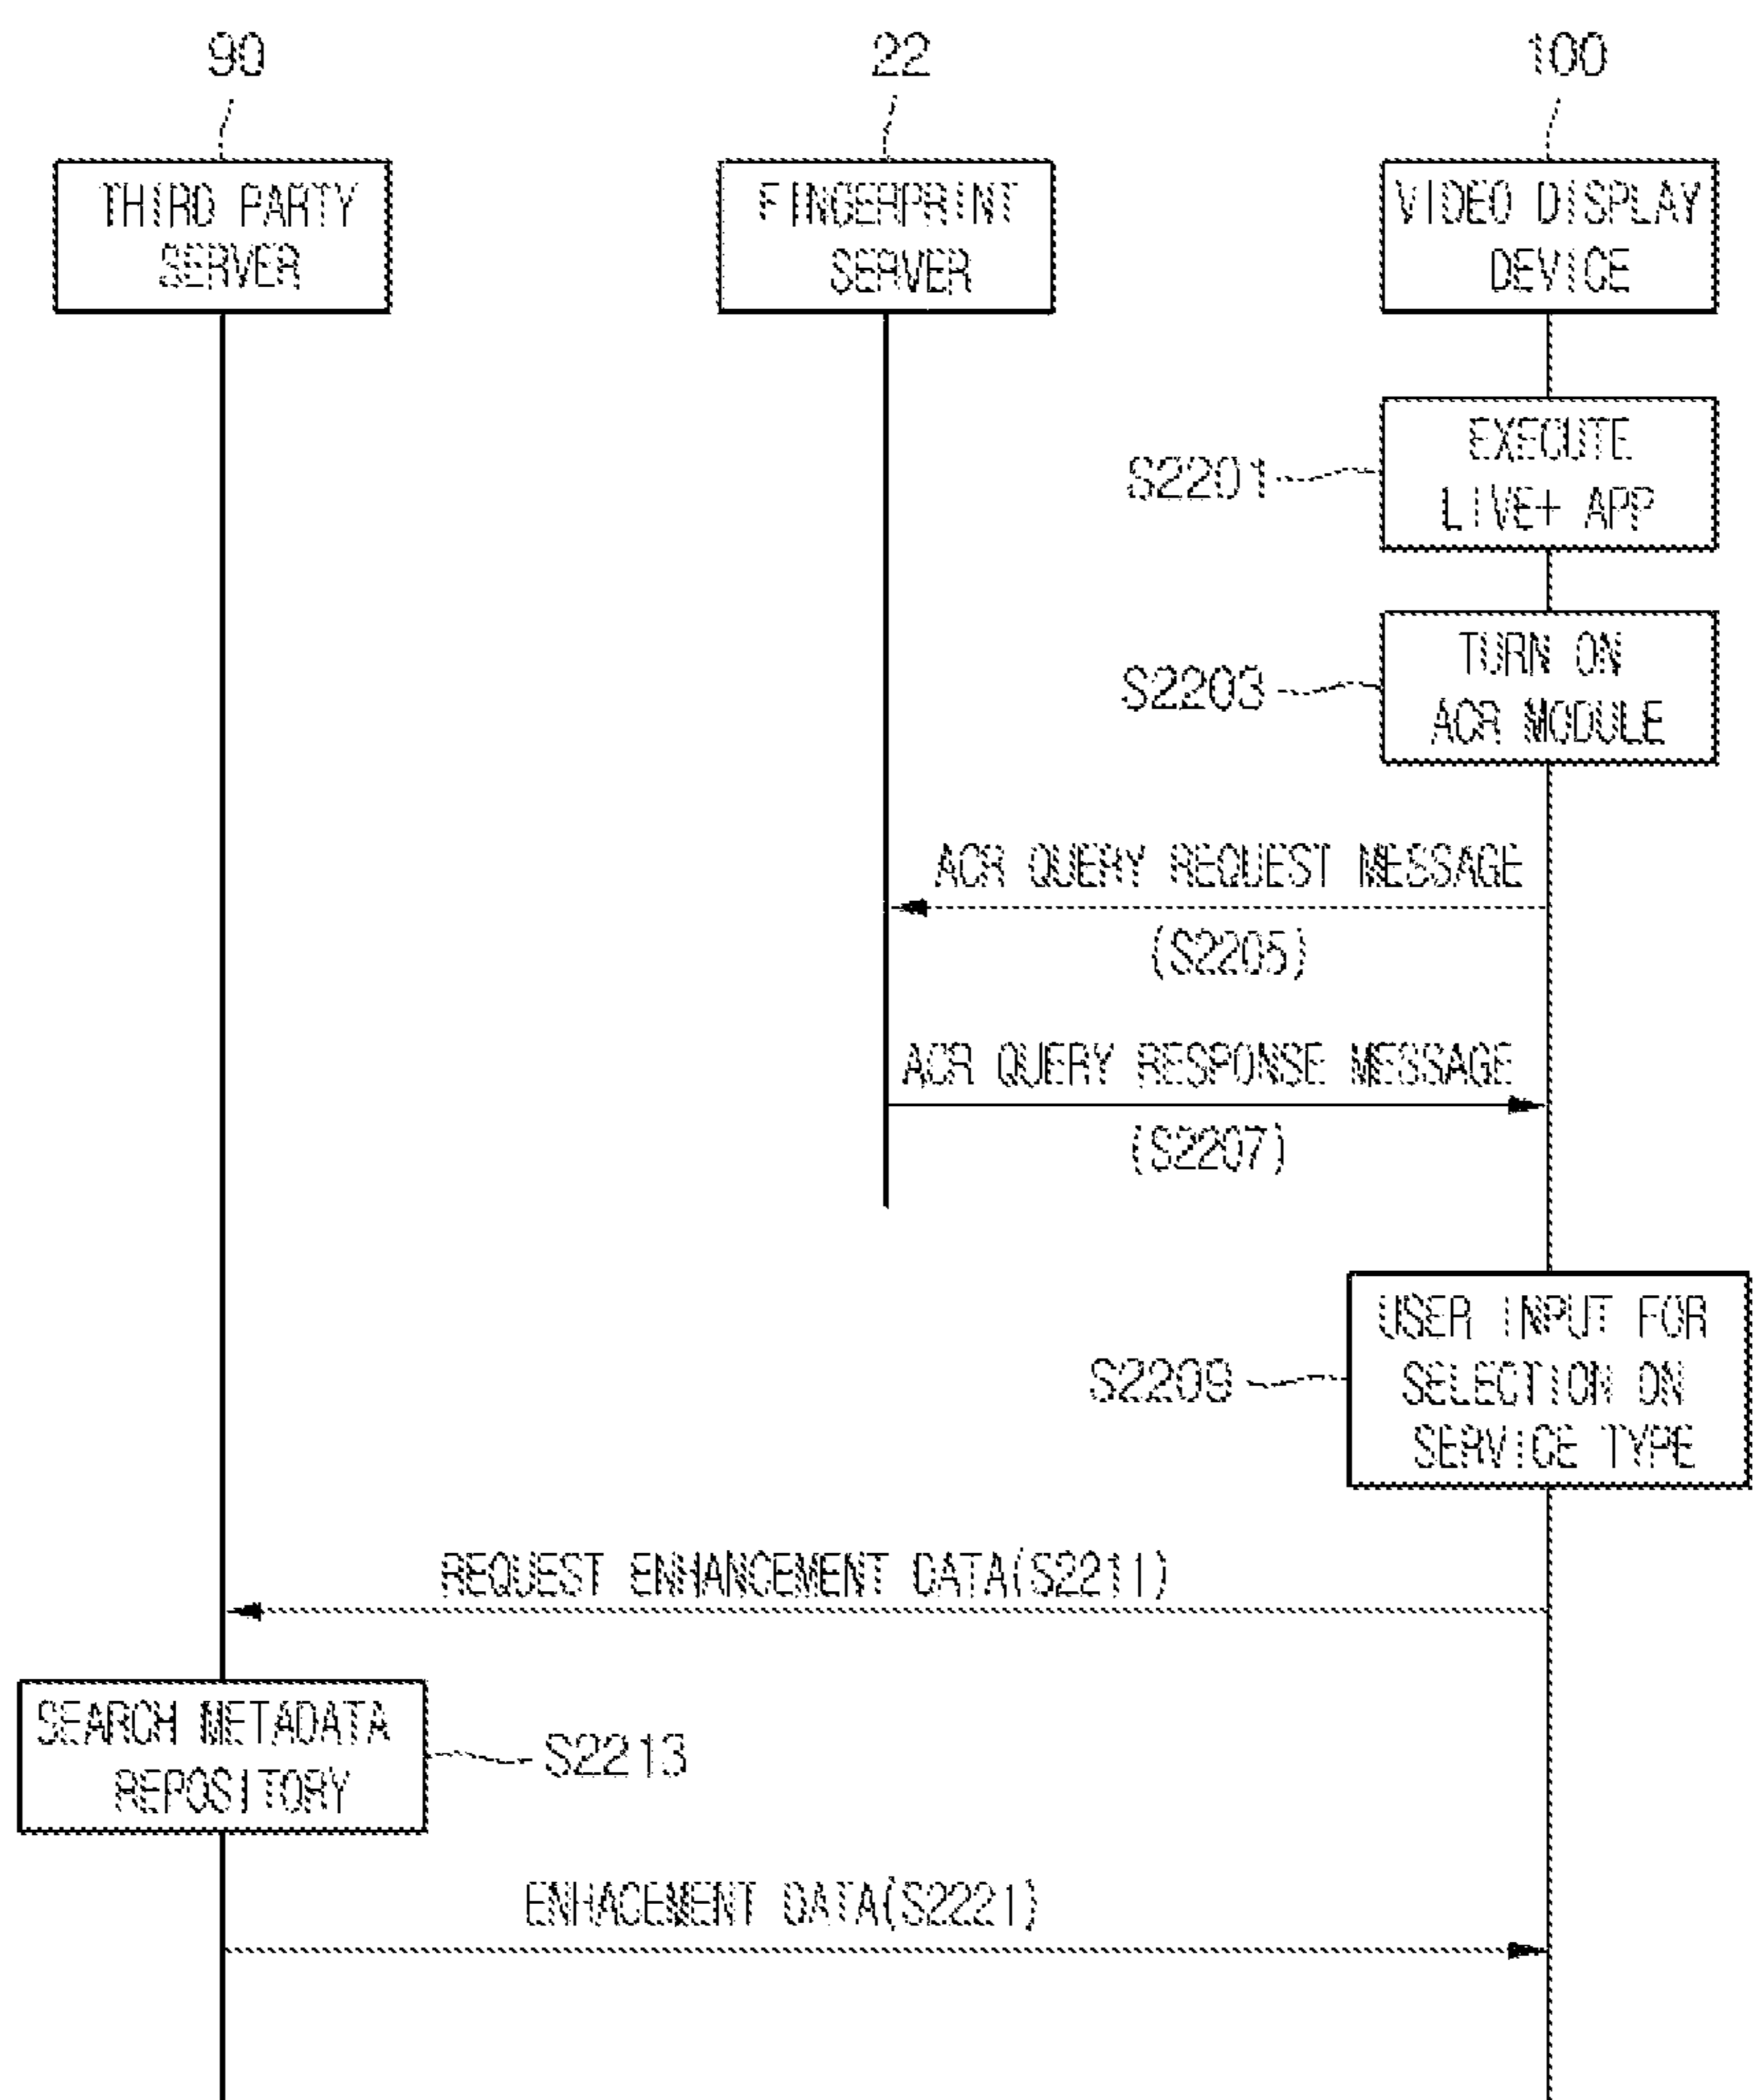 90
22
100
THIRD PARTY
SERVER
FINGERPRINT
SERVER
VIDEO DISPLAY
DEVICE
S2201
EXECUTE
LIVE+ APP
S2203
TURN ON
ACR MODULE
ACR QUERY REQUEST MESSAGE
(S2205)
ACR QUERY RESPONSE MESSAGE
(S2207)
S2209
USER INPUT FOR
SELECTION ON
SERVICE TYPE
REQUEST ENHANCEMENT DATA(S2211)
SEARCH METADATA
REPOSITORY
S2213
ENHACEMENT DATA(S2221)